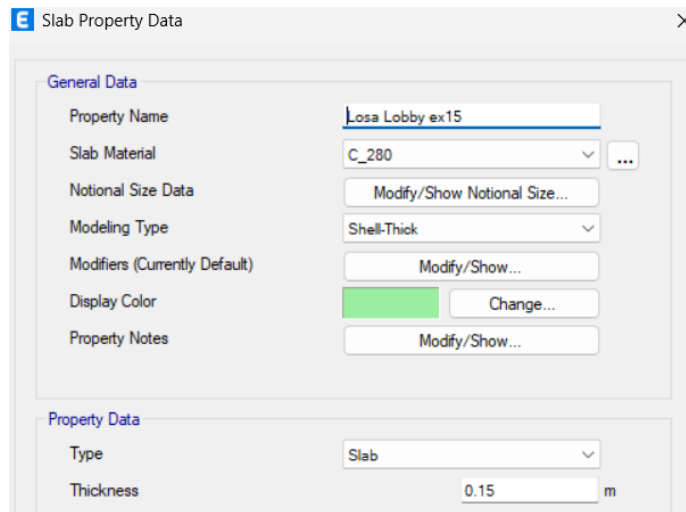 E Slab Property Data
General Data
Property Name Losa Lobby ex15
Slab Material C_280 ...
Notional Size Data Modify/Show Notional Size...
Modeling Type Shell-Thick
Modifiers (Currently Default) Modify/Show...
Display Color Change...
Property Notes Modify/Show...
Property Data
Type Slab
Thickness 0.15 m